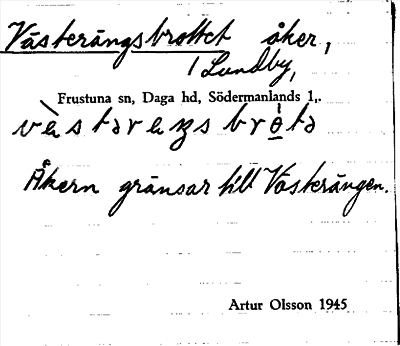 Västerängsbrottet åker,
/ Lundby,
Frustuna sn, Daga hd, Södermanlands l,.
Åkern gränsar till Västerängen.
Artur Olsson 1945